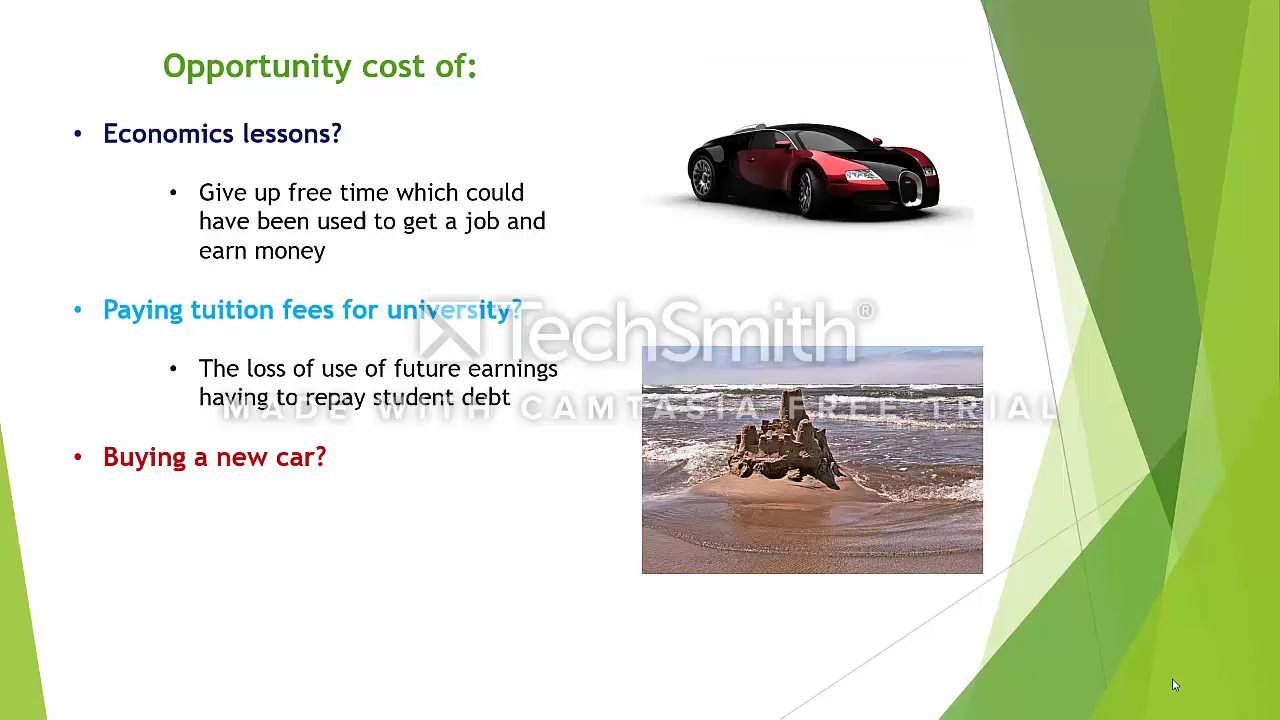 Opportunity cost of:
• Economics lessons?
• Give up free time which could
have been used to get a job and
earn money
• Paying tuition fees for university?
• The loss of use of future earnings
having to repay student debt
• Buying a new car?
TechSmith®
MADE WITH CAMTASIA FREE TRIAL